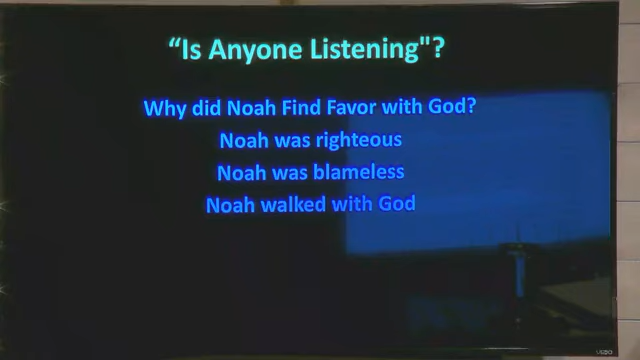 “Is Anyone Listening"?
Why did Noah Find Favor with God?
Noah was righteous
Noah was blameless
Noah walked with God